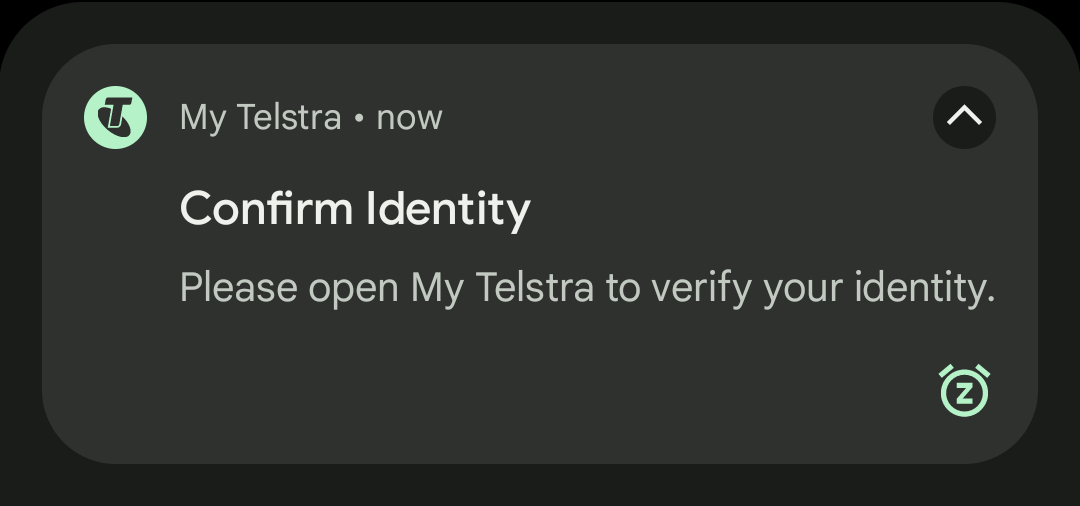 My Telstra • now
Confirm Identity
Please open My Telstra to verify your identity.